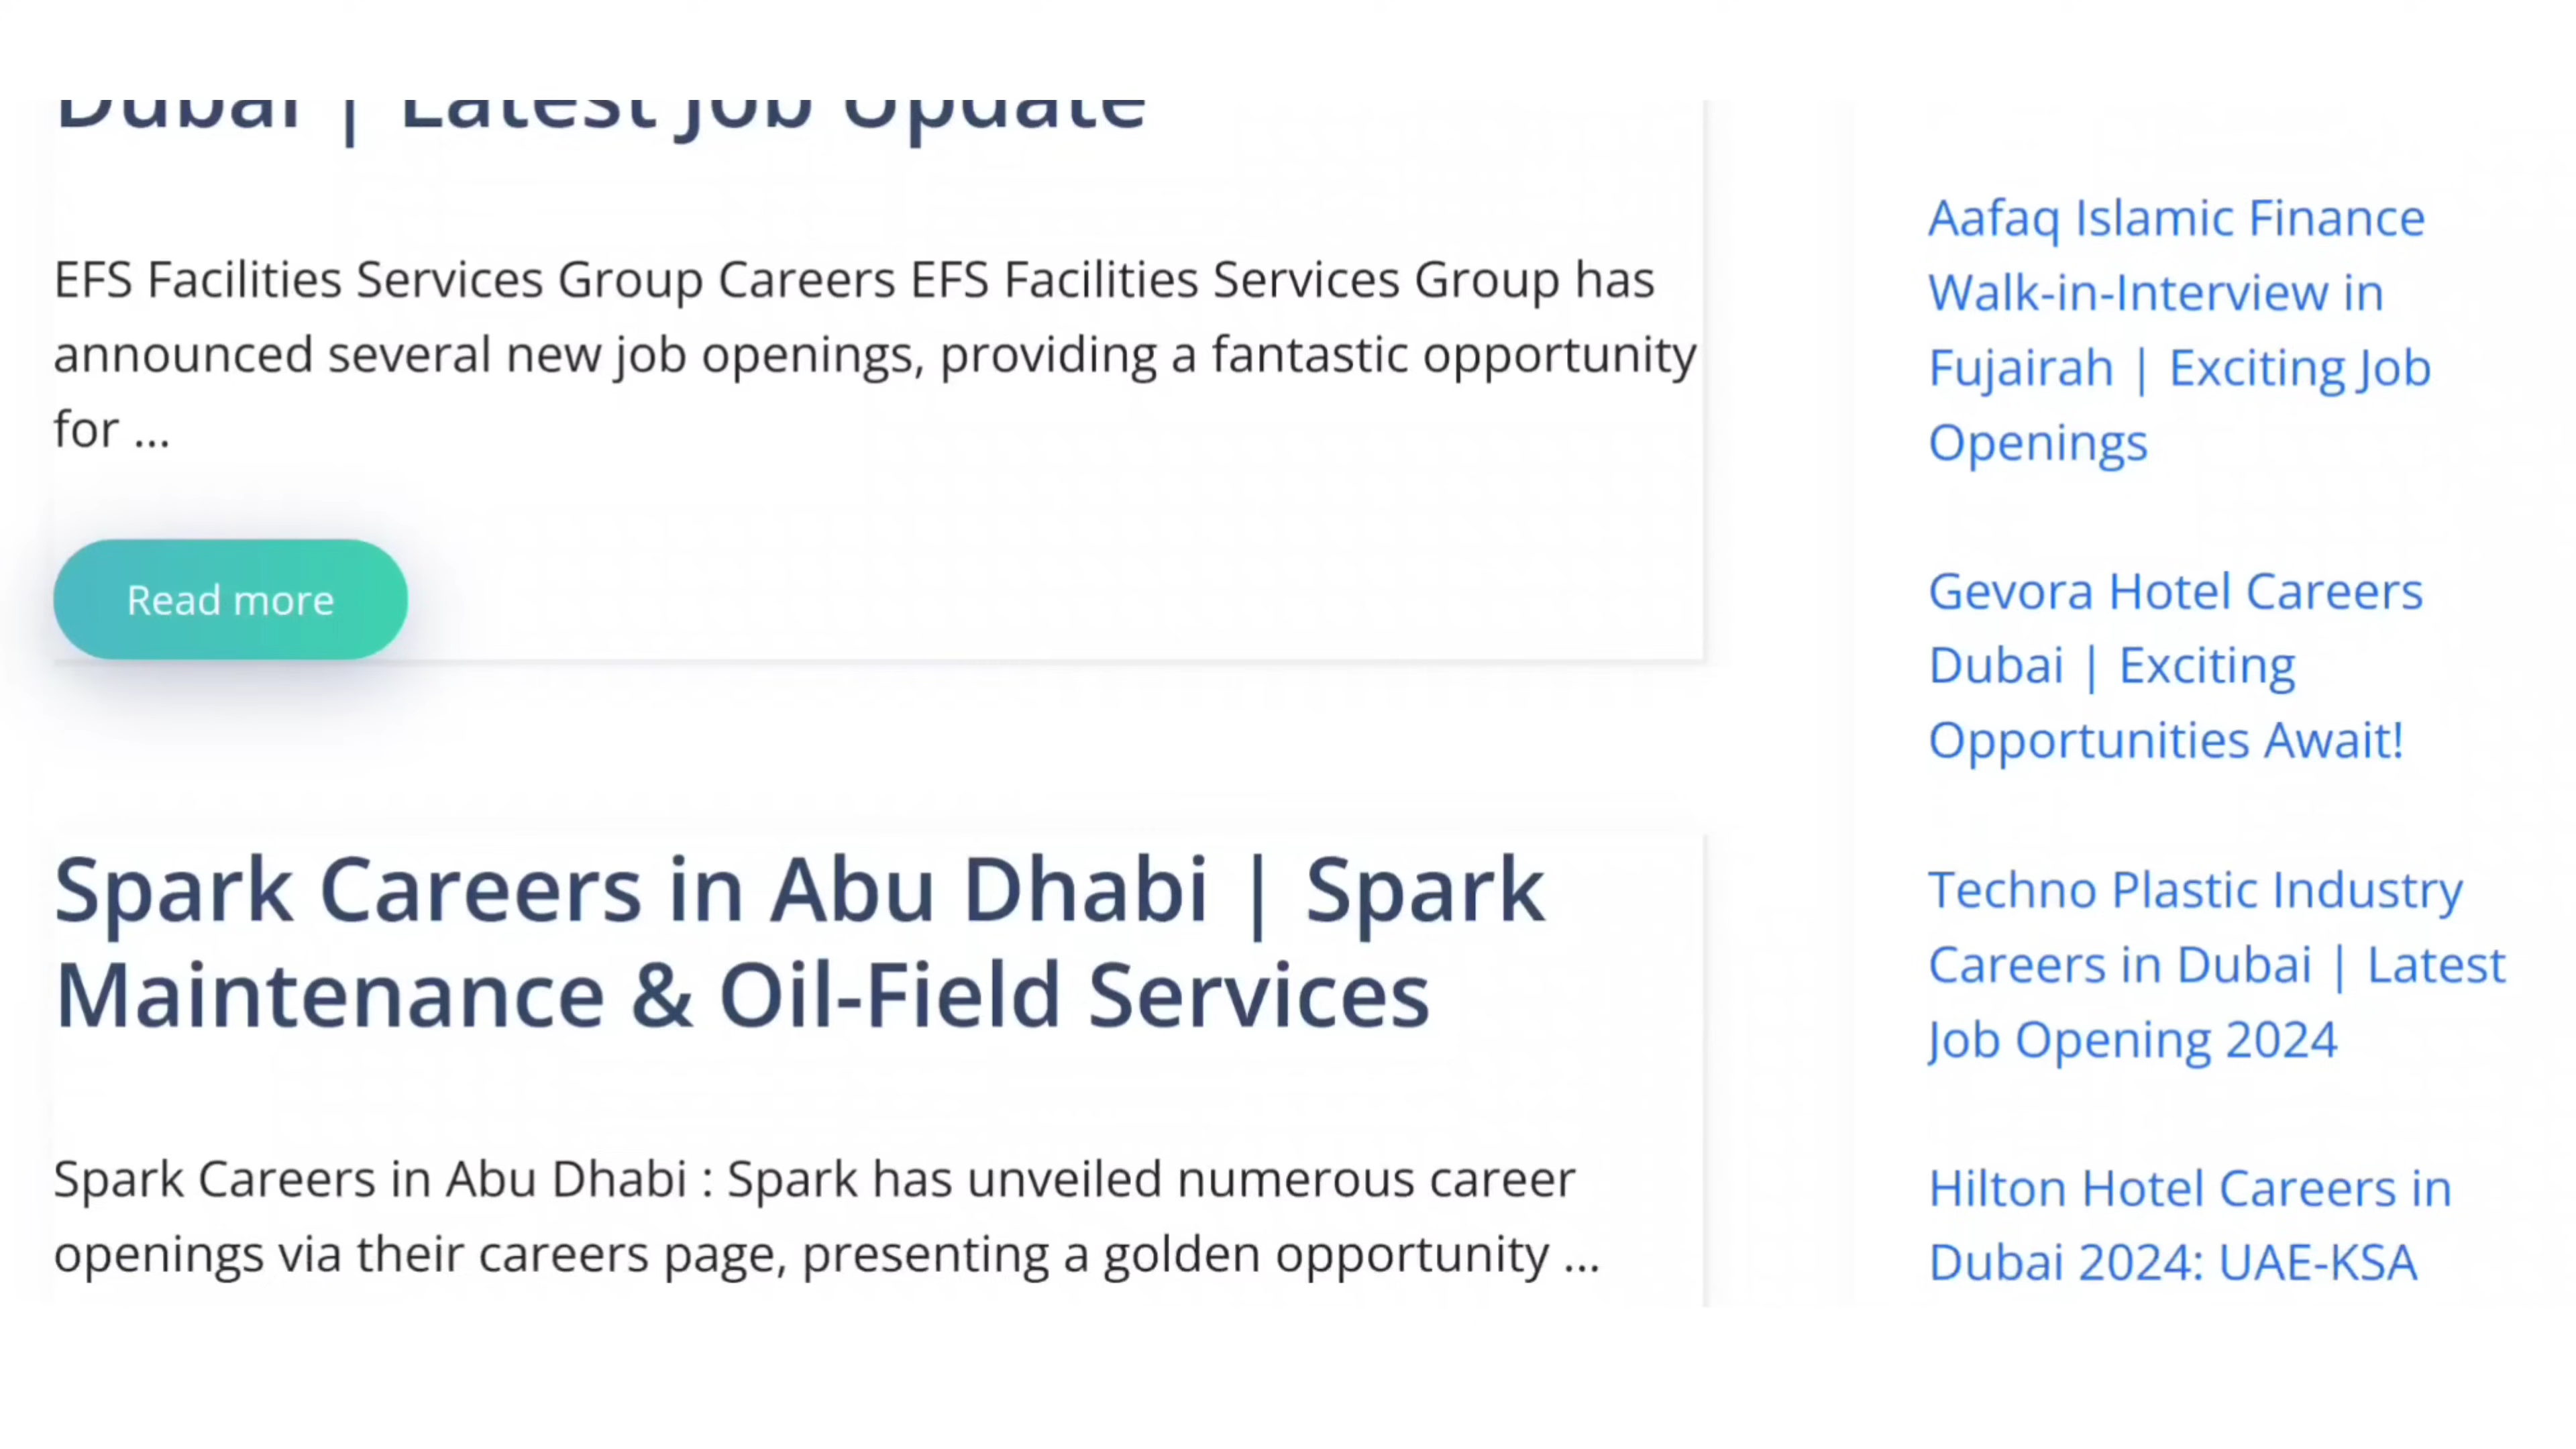 Dubai | Latest Job Update
EFS Facilities Services Group Careers EFS Facilities Services Group has
announced several new job openings, providing a fantastic opportunity
for ...
Read more
Spark Careers in Abu Dhabi | Spark
Maintenance & Oil-Field Services
Spark Careers in Abu Dhabi : Spark has unveiled numerous career
openings via their careers page, presenting a golden opportunity ...
Aafaq Islamic Finance
Walk-in-Interview in
Fujairah | Exciting Job
Openings
Gevora Hotel Careers
Dubai | Exciting
Opportunities Await!
Techno Plastic Industry
Careers in Dubai | Latest
Job Opening 2024
Hilton Hotel Careers in
Dubai 2024: UAE-KSA